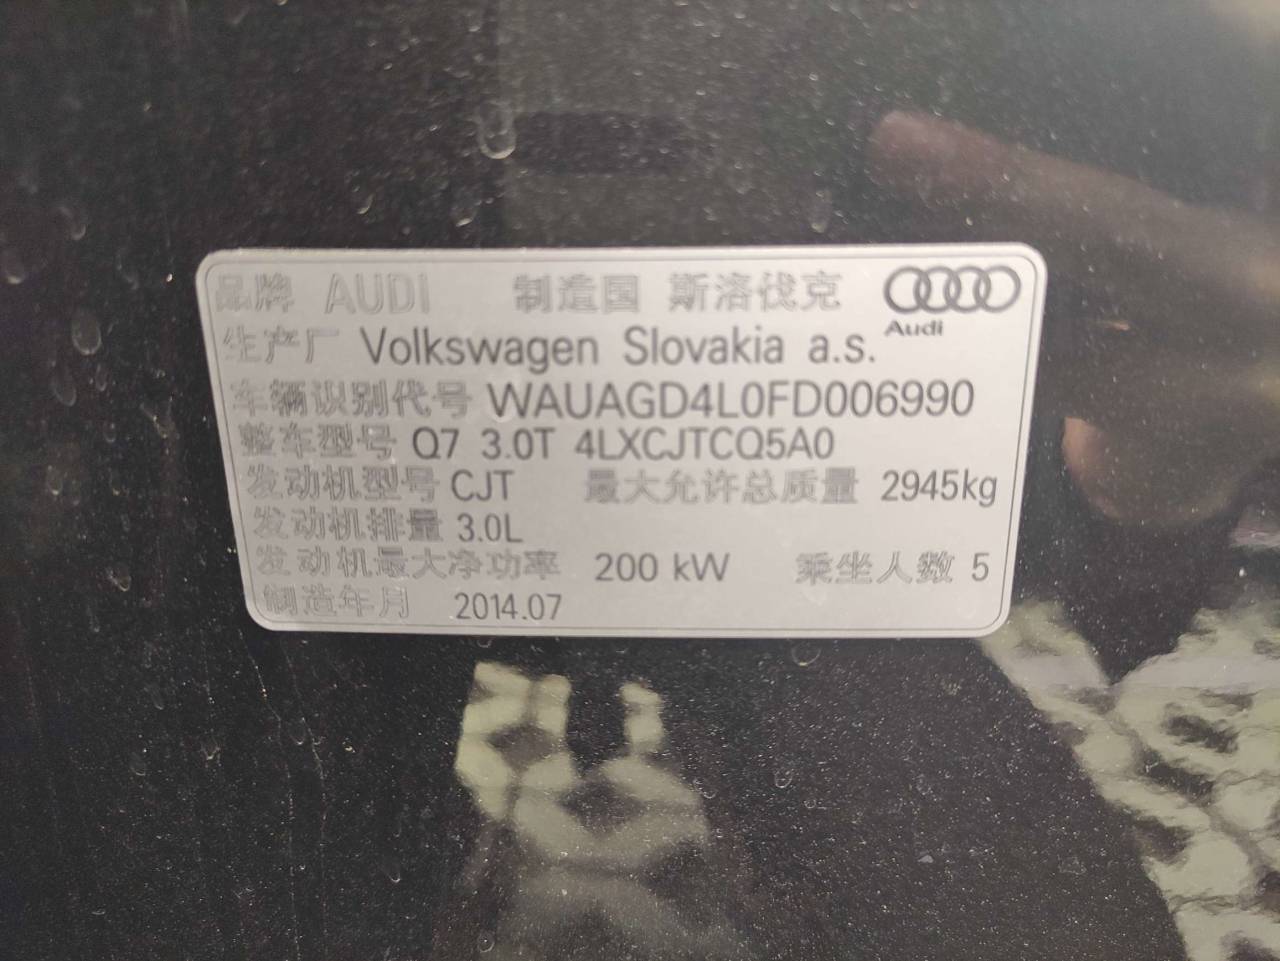 品牌 AUDI 制造国 斯洛伐克
Audi
生产厂 Volkswagen Slovakia a.s.
车辆识别代号 WAUAGD4L0FD006990
整车型号 Q7 3.0T 4LXCJTCQ5A0
发动机型号 CJT 最大允许总质量 2945kg
发动机排量 3.0L
发动机最大净功率 200 kW 乘坐人数 5
制造年月 2014.07